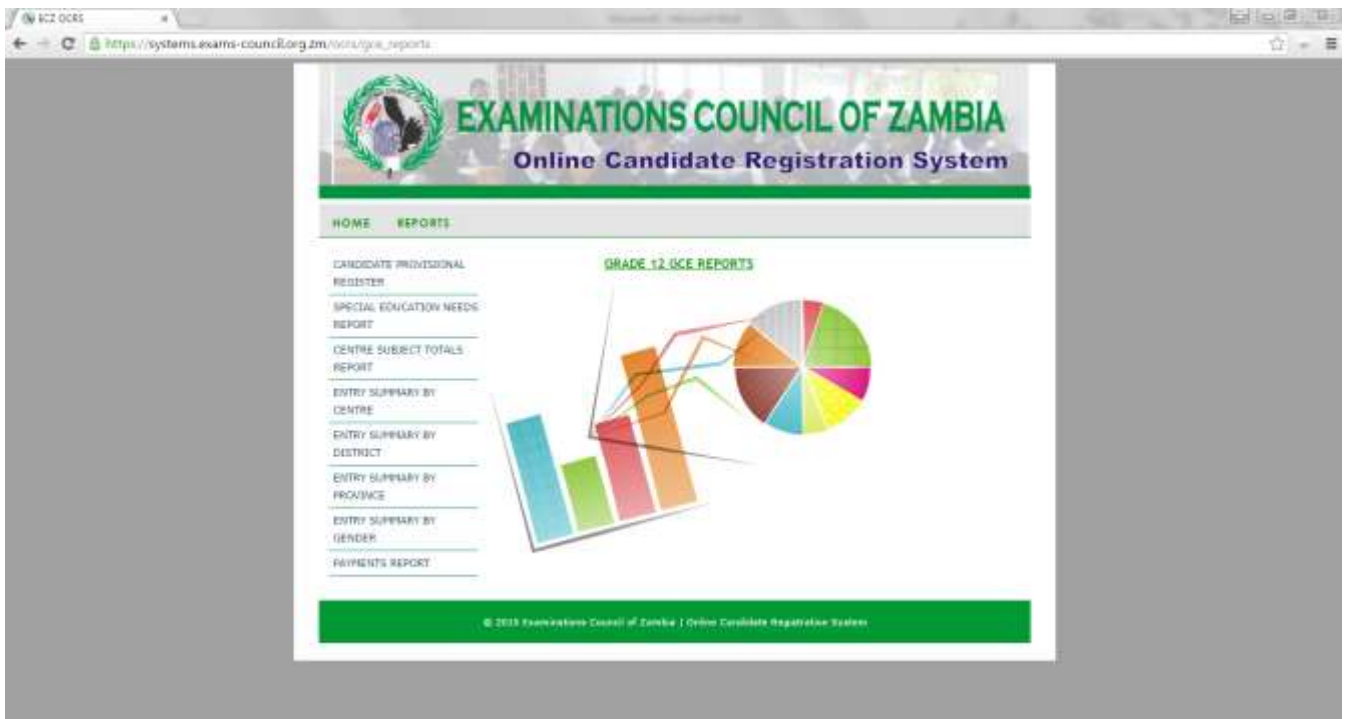 ECZ OCRS
https://systems.exams-council.org.zm/ocrs/gce_reports
EXAMINATIONS COUNCIL OF ZAMBIA
Online Candidate Registration System
HOME REPORTS
CANDIDATE PROVISIONAL
REGISTER
SPECIAL EDUCATION NEEDS
REPORT
CENTRE SUBJECT TOTALS
REPORT
ENTRY SUMMARY BY
CENTRE
ENTRY SUMMARY BY
DISTRICT
ENTRY SUMMARY BY
PROVINCE
ENTRY SUMMARY BY
GENDER
PAYMENTS REPORT
GRADE 12 GCE REPORTS
© 2015 Examinations Council of Zambia | Online Candidate Registration System